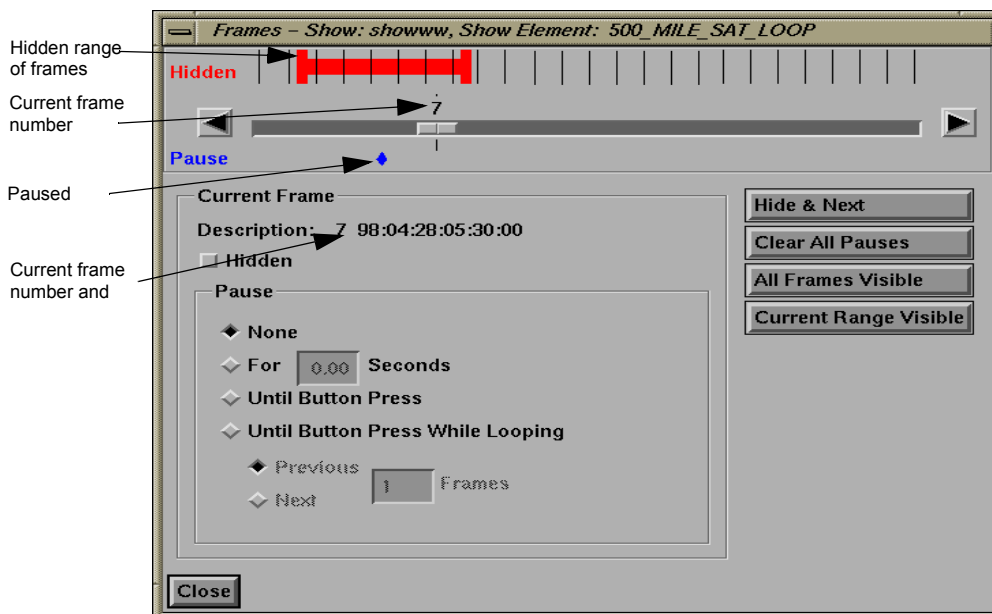 Frames – Show: showww, Show Element: 500_MILE_SAT_LOOP
Hidden range
of frames
Hidden
Current frame
number
7
Pause
Paused
Current Frame
Description: 7 98:04:28:05:30:00
Current frame
number and
Hidden
Pause
None
For 0.00 Seconds
Until Button Press
Until Button Press While Looping
Previous
1 Frames
Next
Hide & Next
Clear All Pauses
All Frames Visible
Current Range Visible
Close